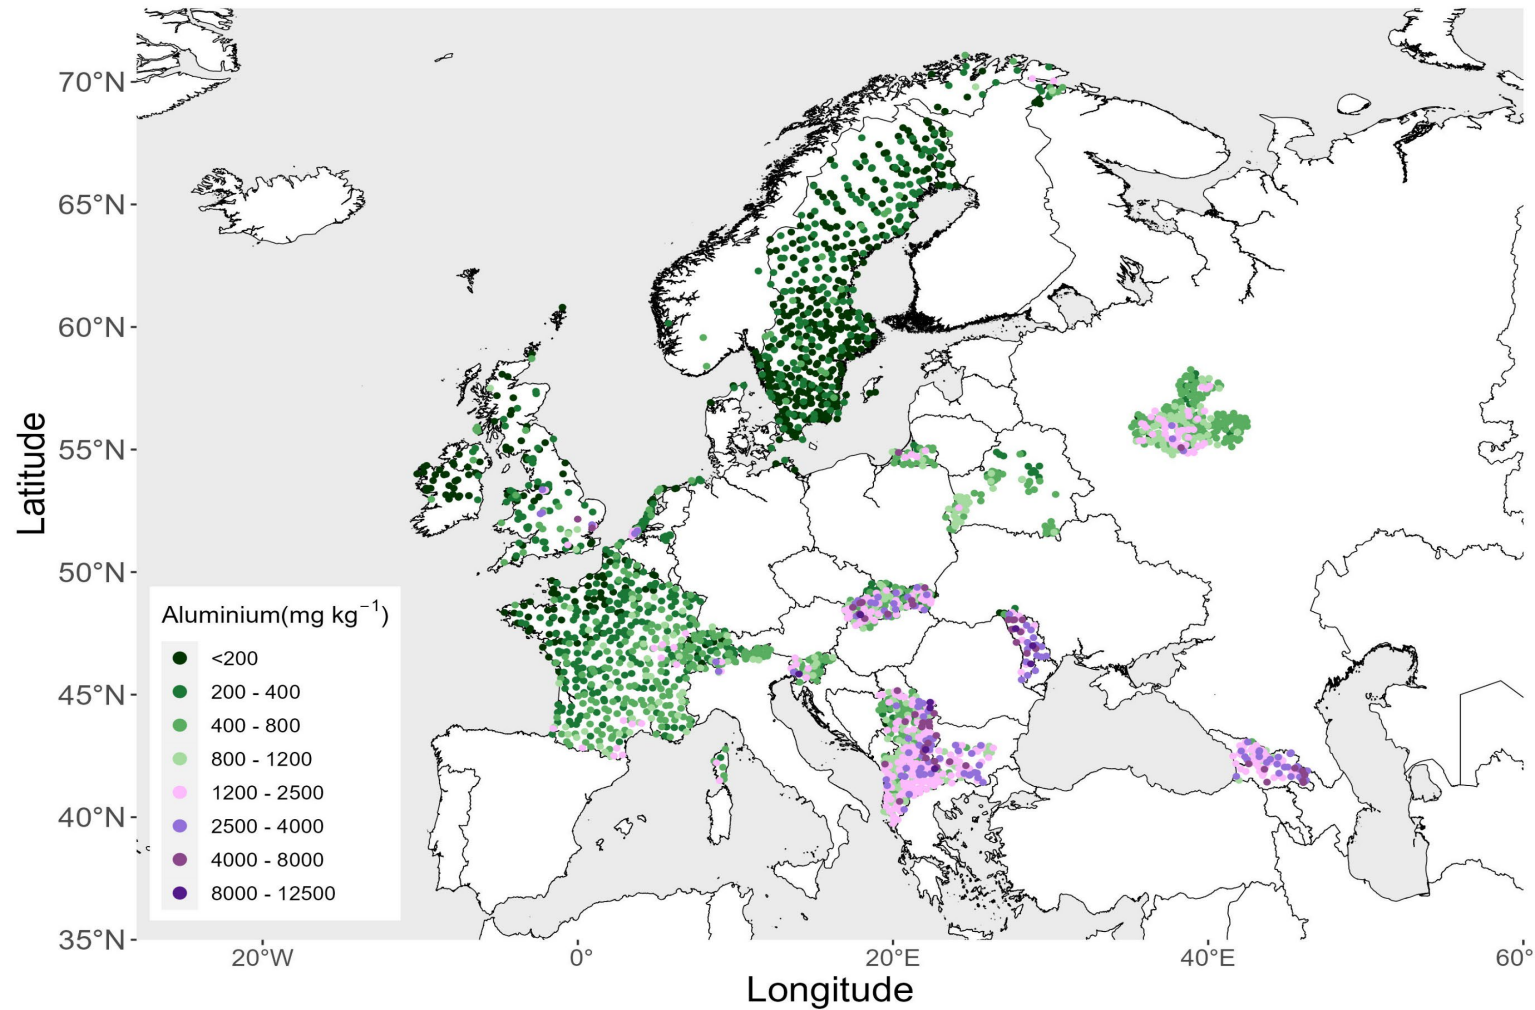 70°N
65°N
60°N
55°N
50°N
45°N
40°N
35°N
Latitude
Aluminium(mg kg⁻¹)
<200
200 - 400
400 - 800
800 - 1200
1200 - 2500
2500 - 4000
4000 - 8000
8000 - 12500
20°W
0°
20°E
40°E
60°
Longitude